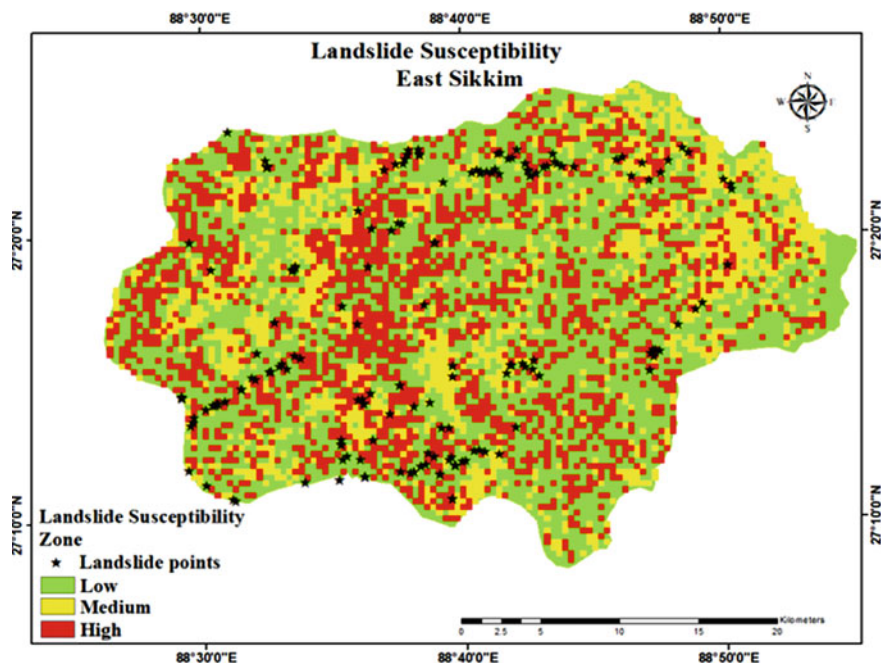 88°30'0"E 88°40'0"E 88°50'0"E
Landslide Susceptibility
East Sikkim
N
W E
S
27°20'0"N 27°20'0"N
27°10'0"N 27°10'0"N
Landslide Susceptibility
Zone
Landslide points
Low
Medium
High
Kilometers
0 2.5 5 10 15 20
88°30'0"E 88°40'0"E 88°50'0"E